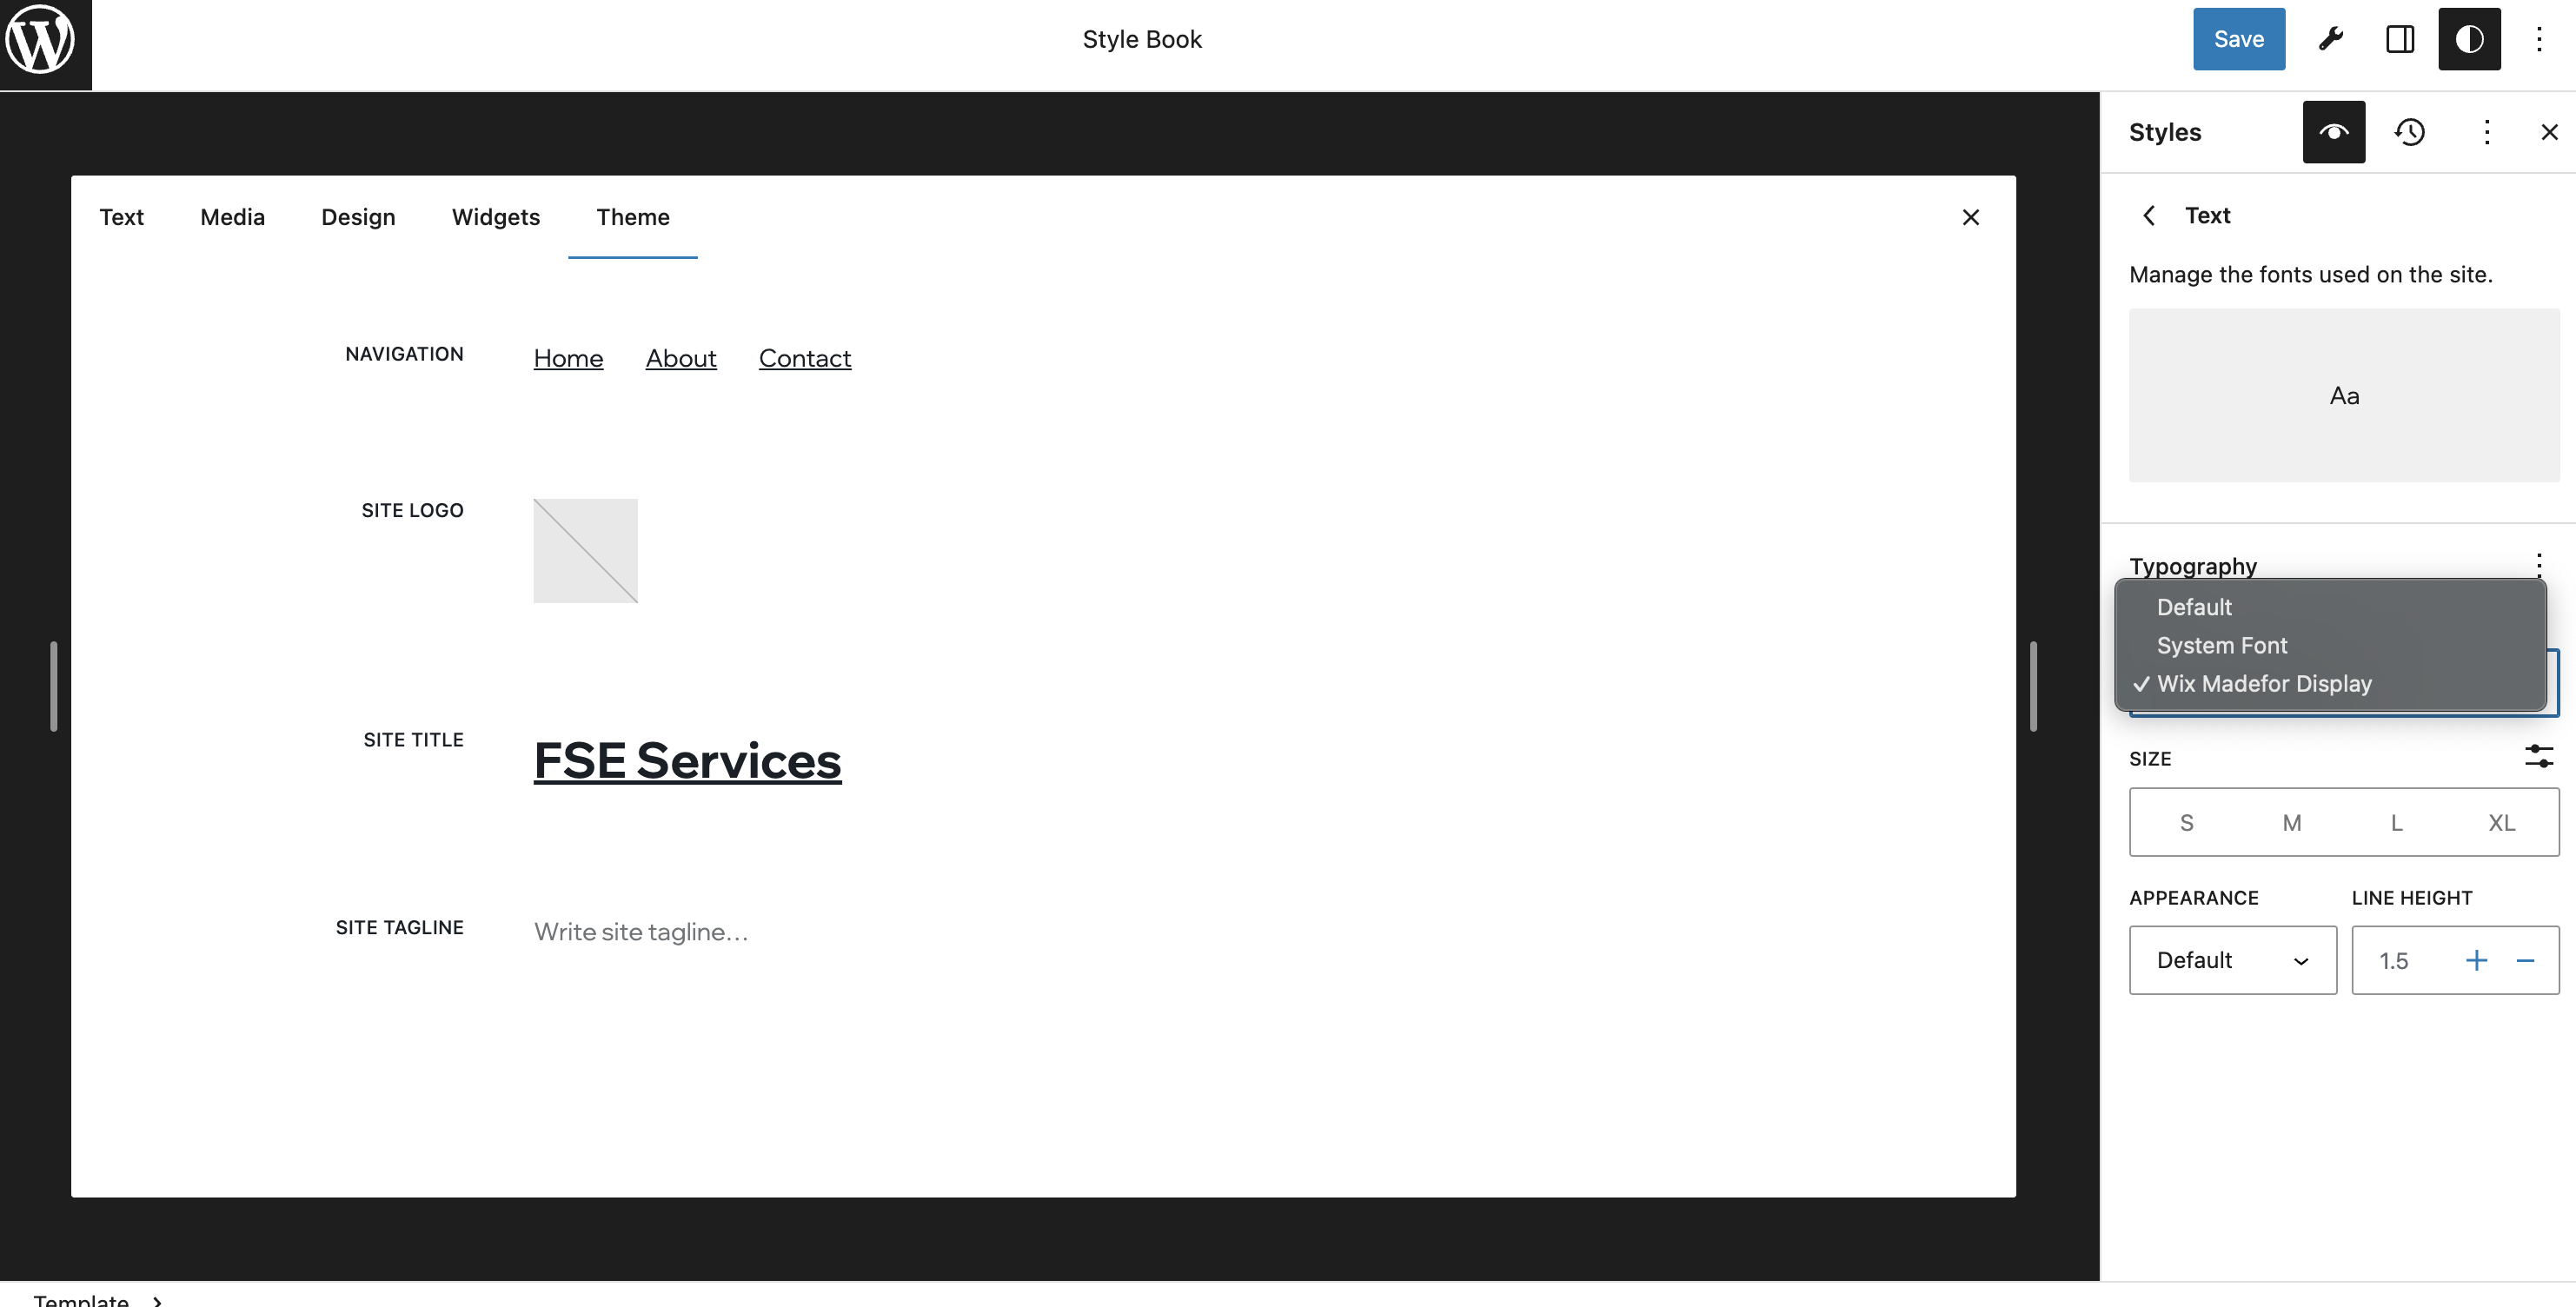 Style Book
Save
Styles
Text
Media
Design
Widgets
Theme
Text
Manage the fonts used on the site.
Aa
NAVIGATION
Home
About
Contact
SITE LOGO
SITE TITLE
FSE Services
SITE TAGLINE
Write site tagline...
Typography
Default
System Font
✓ Wix Madefor Display
SIZE
S
M
L
XL
APPEARANCE
LINE HEIGHT
Default
1.5
Template